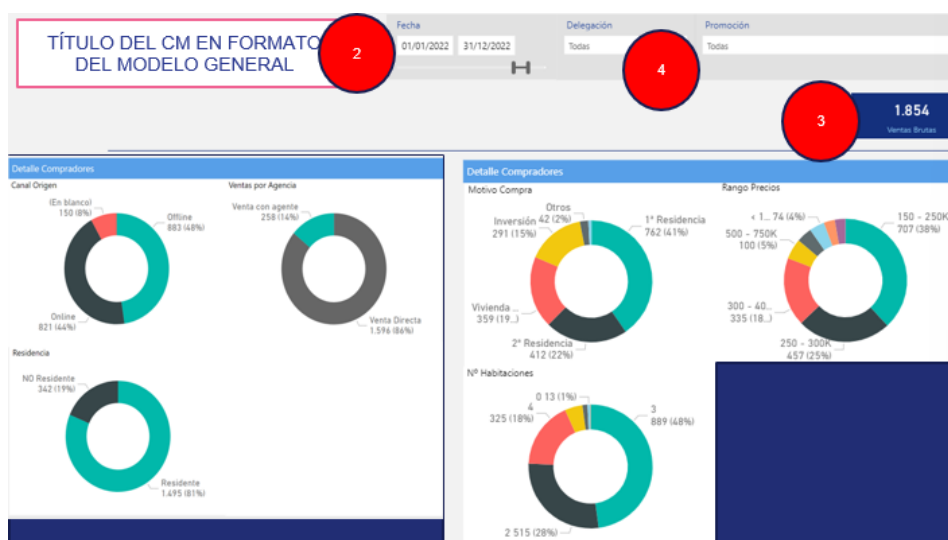 TÍTULO DEL CM EN FORMATO
DEL MODELO GENERAL
2
Fecha
01/01/2022 31/12/2022
Delegación
Todas
4
Promoción
Todas
3
1.854
Ventas Brutas
Detalle Compradores
Canal Origen
(En blanco)
150 (8%)
Offline
883 (48%)
Online
821 (44%)
Ventas por Agencia
Venta con agente
258 (14%)
Venta Directa
1.596 (86%)
Residencia
NO Residente
342 (19%)
Residente
1.495 (81%)
Detalle Compradores
Motivo Compra
Otros
42 (2%)
Inversión
291 (15%)
1ª Residencia
762 (41%)
Vivienda ...
359 (19...)
2ª Residencia
412 (22%)
Rango Precios
< 1... 74 (4%)
150 - 250K
707 (38%)
500 - 750K
100 (5%)
300 - 40...
335 (18...)
250 - 300K
457 (25%)
Nº Habitaciones
0 13 (1%)
4
325 (18%)
3
889 (48%)
2 515 (28%)